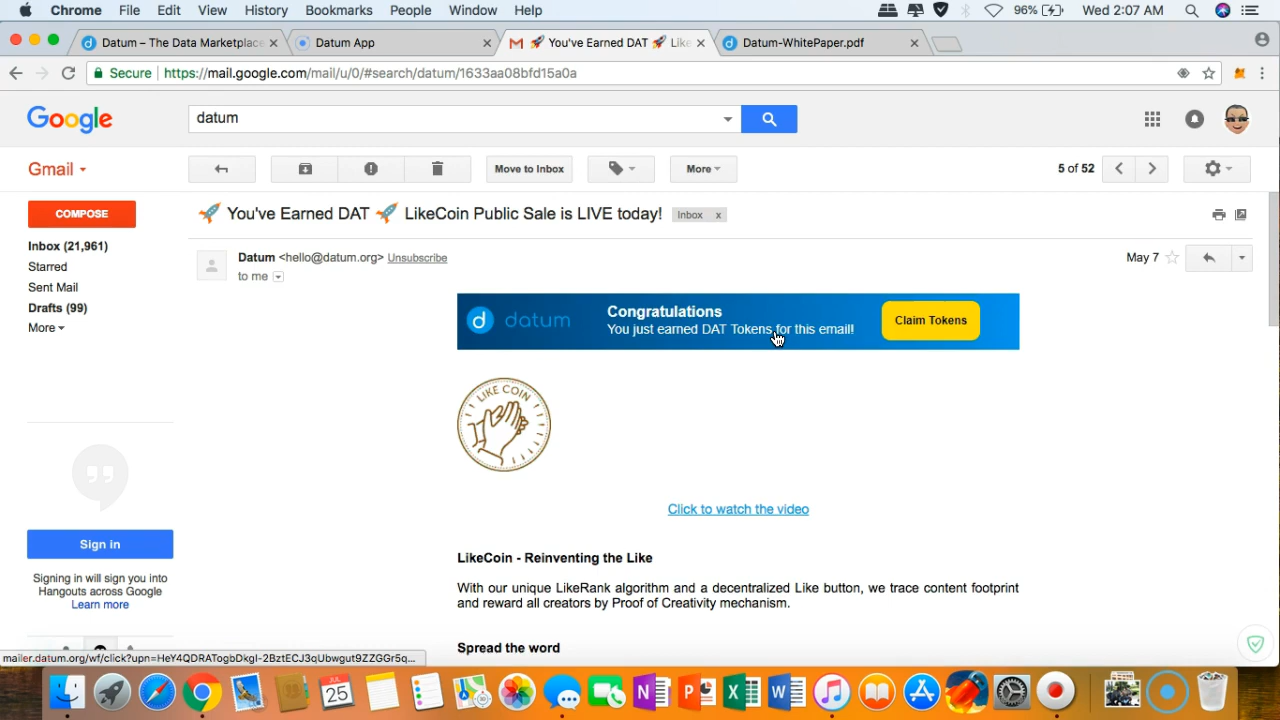 Chrome File Edit View History Bookmarks People Window Help 96% Wed 2:07 AM
Datum – The Data Marketplace × Datum App × 🚀 You've Earned DAT 🚀 Like × Datum-WhitePaper.pdf ×
Secure https://mail.google.com/mail/u/0/#search/datum/1633aa08bfd15a0a
Google datum
Gmail Move to Inbox More 5 of 52
COMPOSE 🚀 You've Earned DAT 🚀 LikeCoin Public Sale is LIVE today! Inbox x
Inbox (21,961)
Starred
Sent Mail
Drafts (99)
More
Datum <hello@datum.org> Unsubscribe May 7
to me
datum
Congratulations
You just earned DAT Tokens for this email!
Claim Tokens
LIKE COIN
Click to watch the video
Sign in
Signing in will sign you into
Hangouts across Google
Learn more
LikeCoin - Reinventing the Like
With our unique LikeRank algorithm and a decentralized Like button, we trace content footprint
and reward all creators by Proof of Creativity mechanism.
Spread the word
mailer.datum.org/wf/click?upn=HeY4QDRATogbDkgI-2BztECJ3qUbwgut9ZZGGr5q...
JUL
25